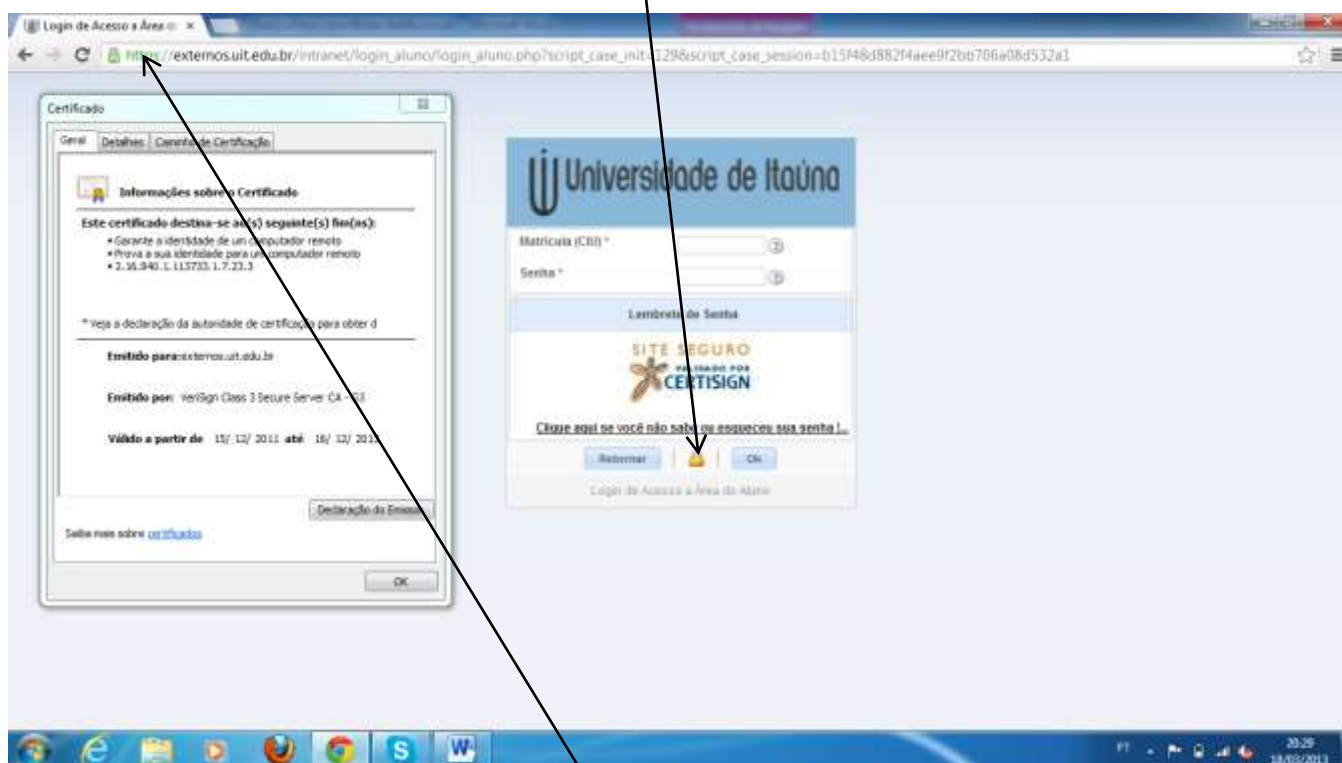 Login de Acesso a Área
https://externos.uit.edu.br/intranet/login_aluno/login_aluno.php?script_case_init=
Certificado
Geral Detalhes Caminho de Certificação
Informações sobre o Certificado
Este certificado destina-se ao(s) seguinte(s) fim(ns):
• Garante a identidade de um computador remoto
• Prova a sua identidade para um computador remoto
• 2.16.840.1.113733.1.7.23.3
* Veja a declaração da autoridade de certificação para obter d
Emitido para: externos.uit.edu.br
Emitido por: VeriSign Class 3 Secure Server CA - G3
Válido a partir de 15/ 12/ 2011 até 16/ 12/
Declaração do Emissor
Saiba mais sobre certificados
OK
Universidade de Itaúna
Matrícula (CIU) *
Senha *
Lembrete de Senha
SITE SEGURO
VALIDADO POR
CERTISIGN
Clique aqui se você não sabe ou esqueceu sua senha !...
Retornar Ok
Login de Acesso a Área do Aluno
PT
20:29
18/03/2013